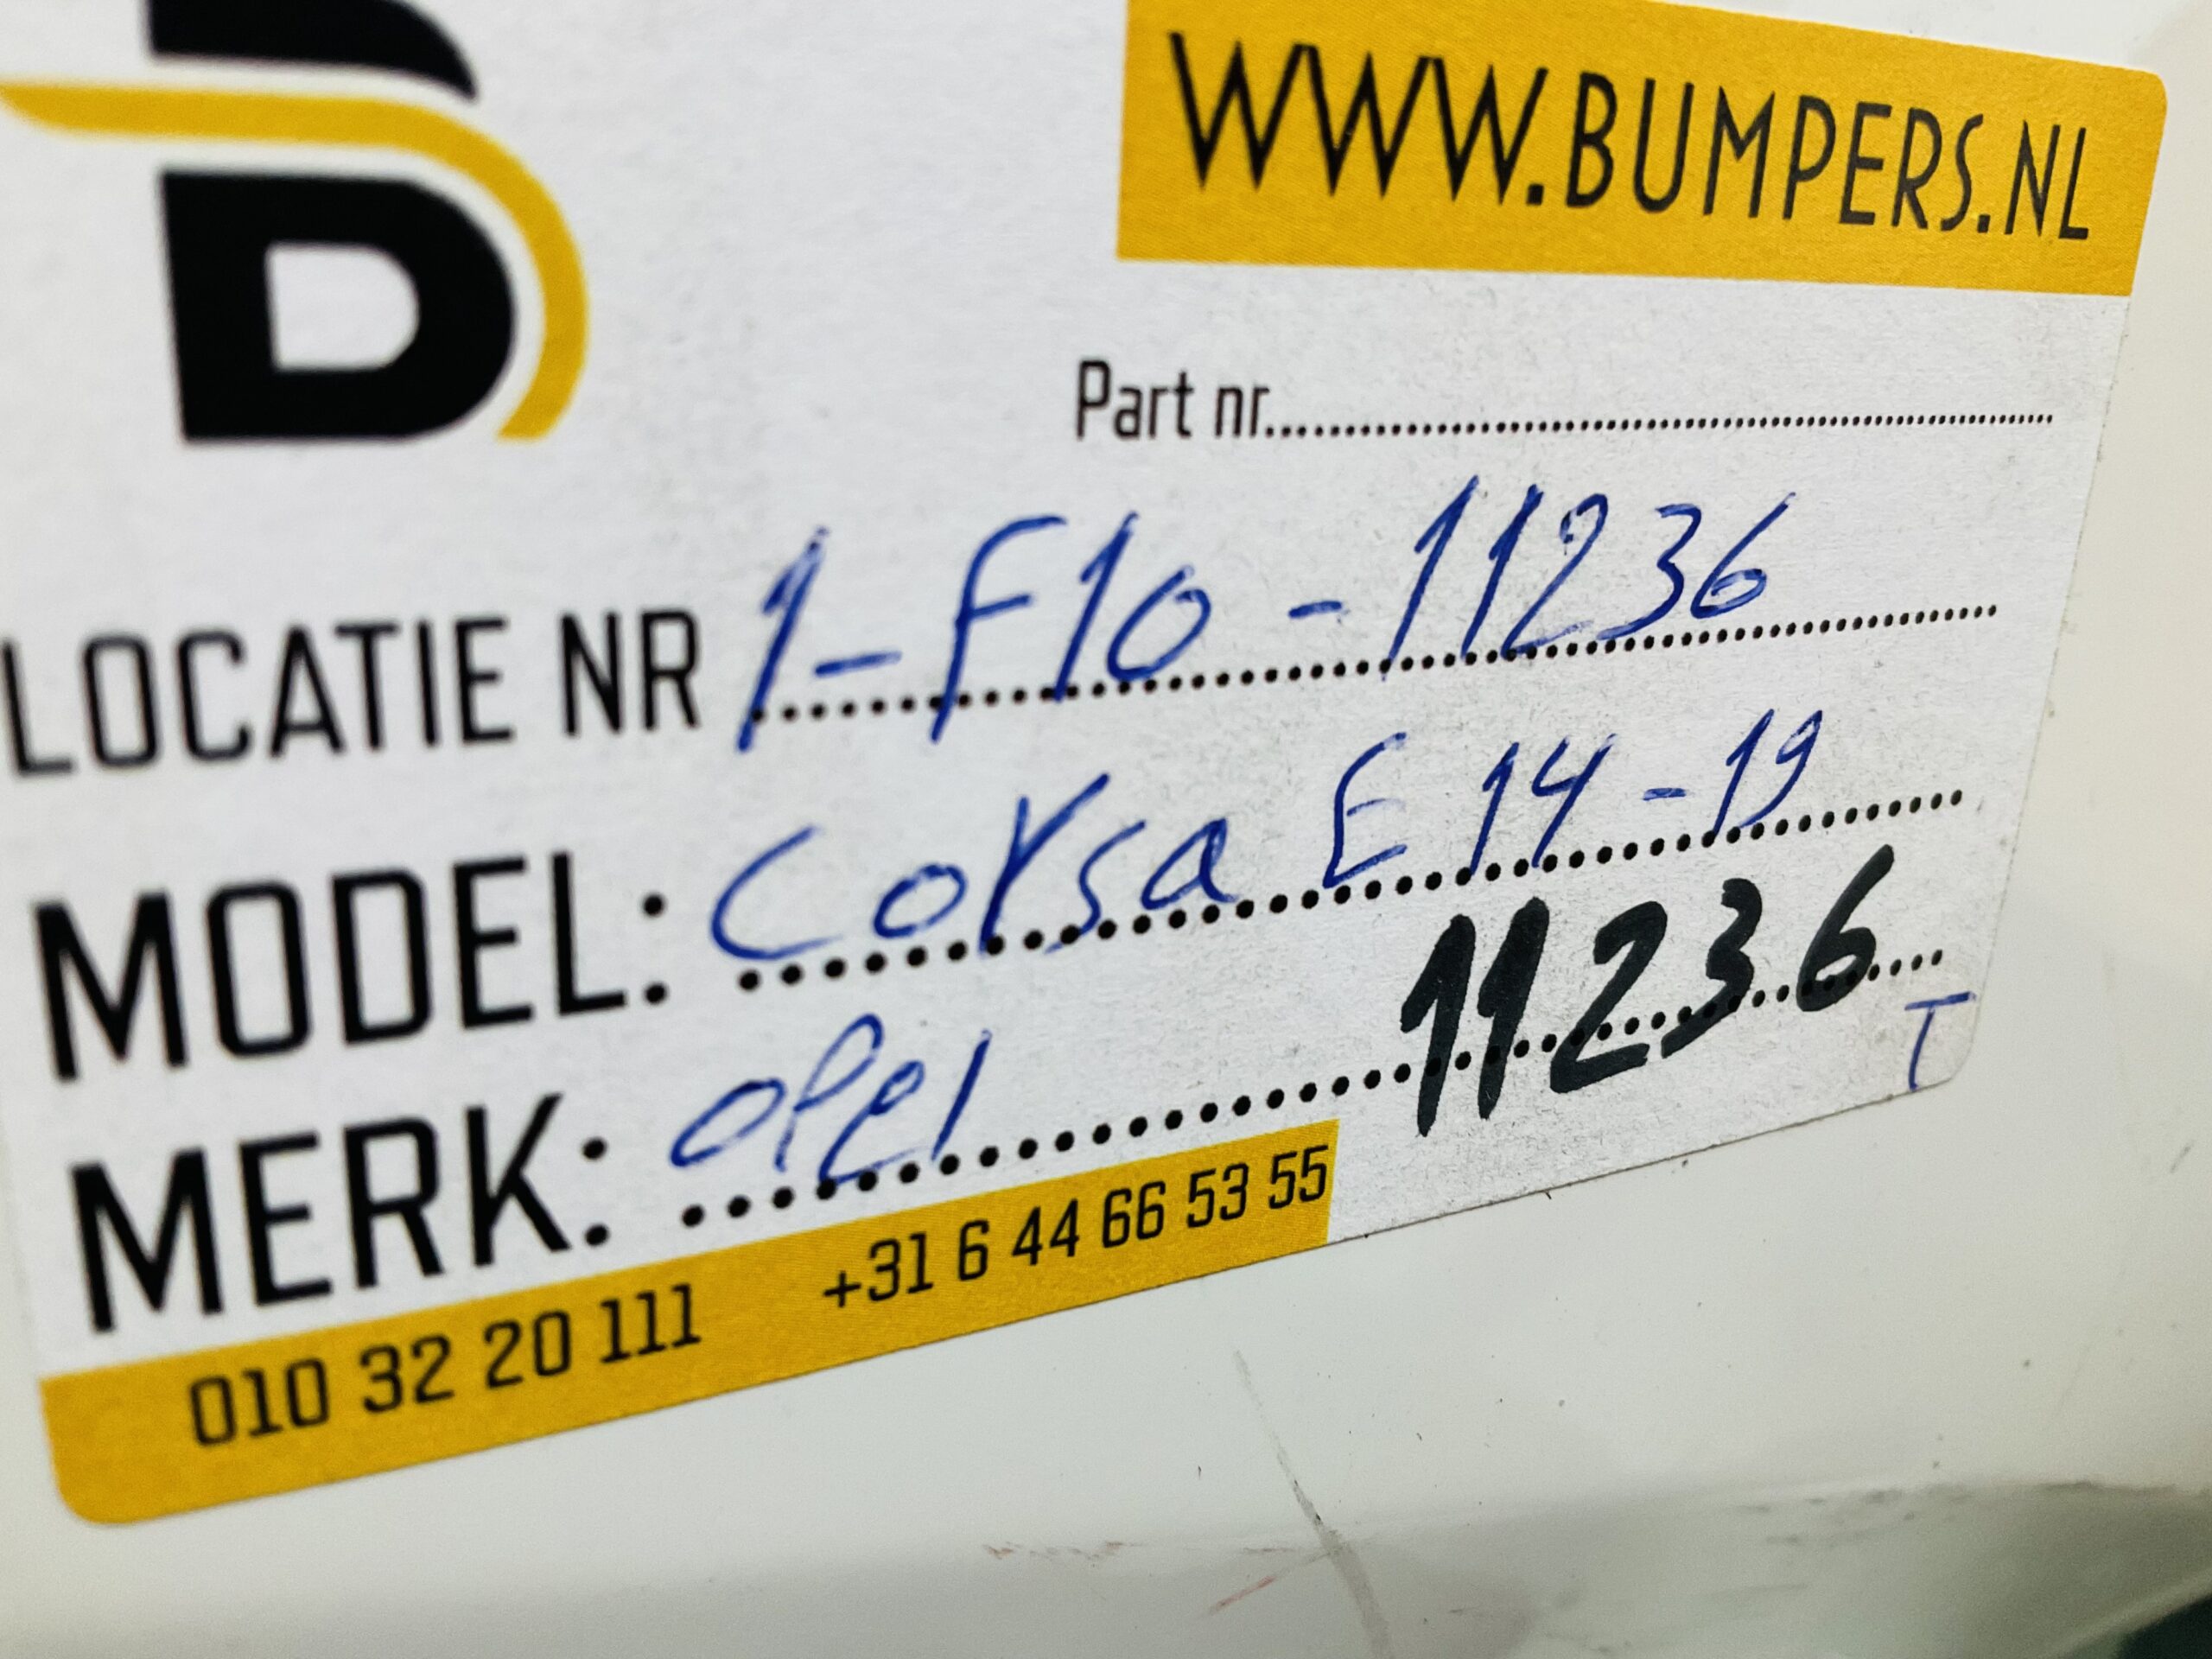 B
WWW.BUMPERS.NL
Part nr..................................................
LOCATIE NR 1-F10-11236
MODEL: Corsa E 14-19
MERK: Opel 11236
T
010 32 20 111 +31 6 44 66 53 55